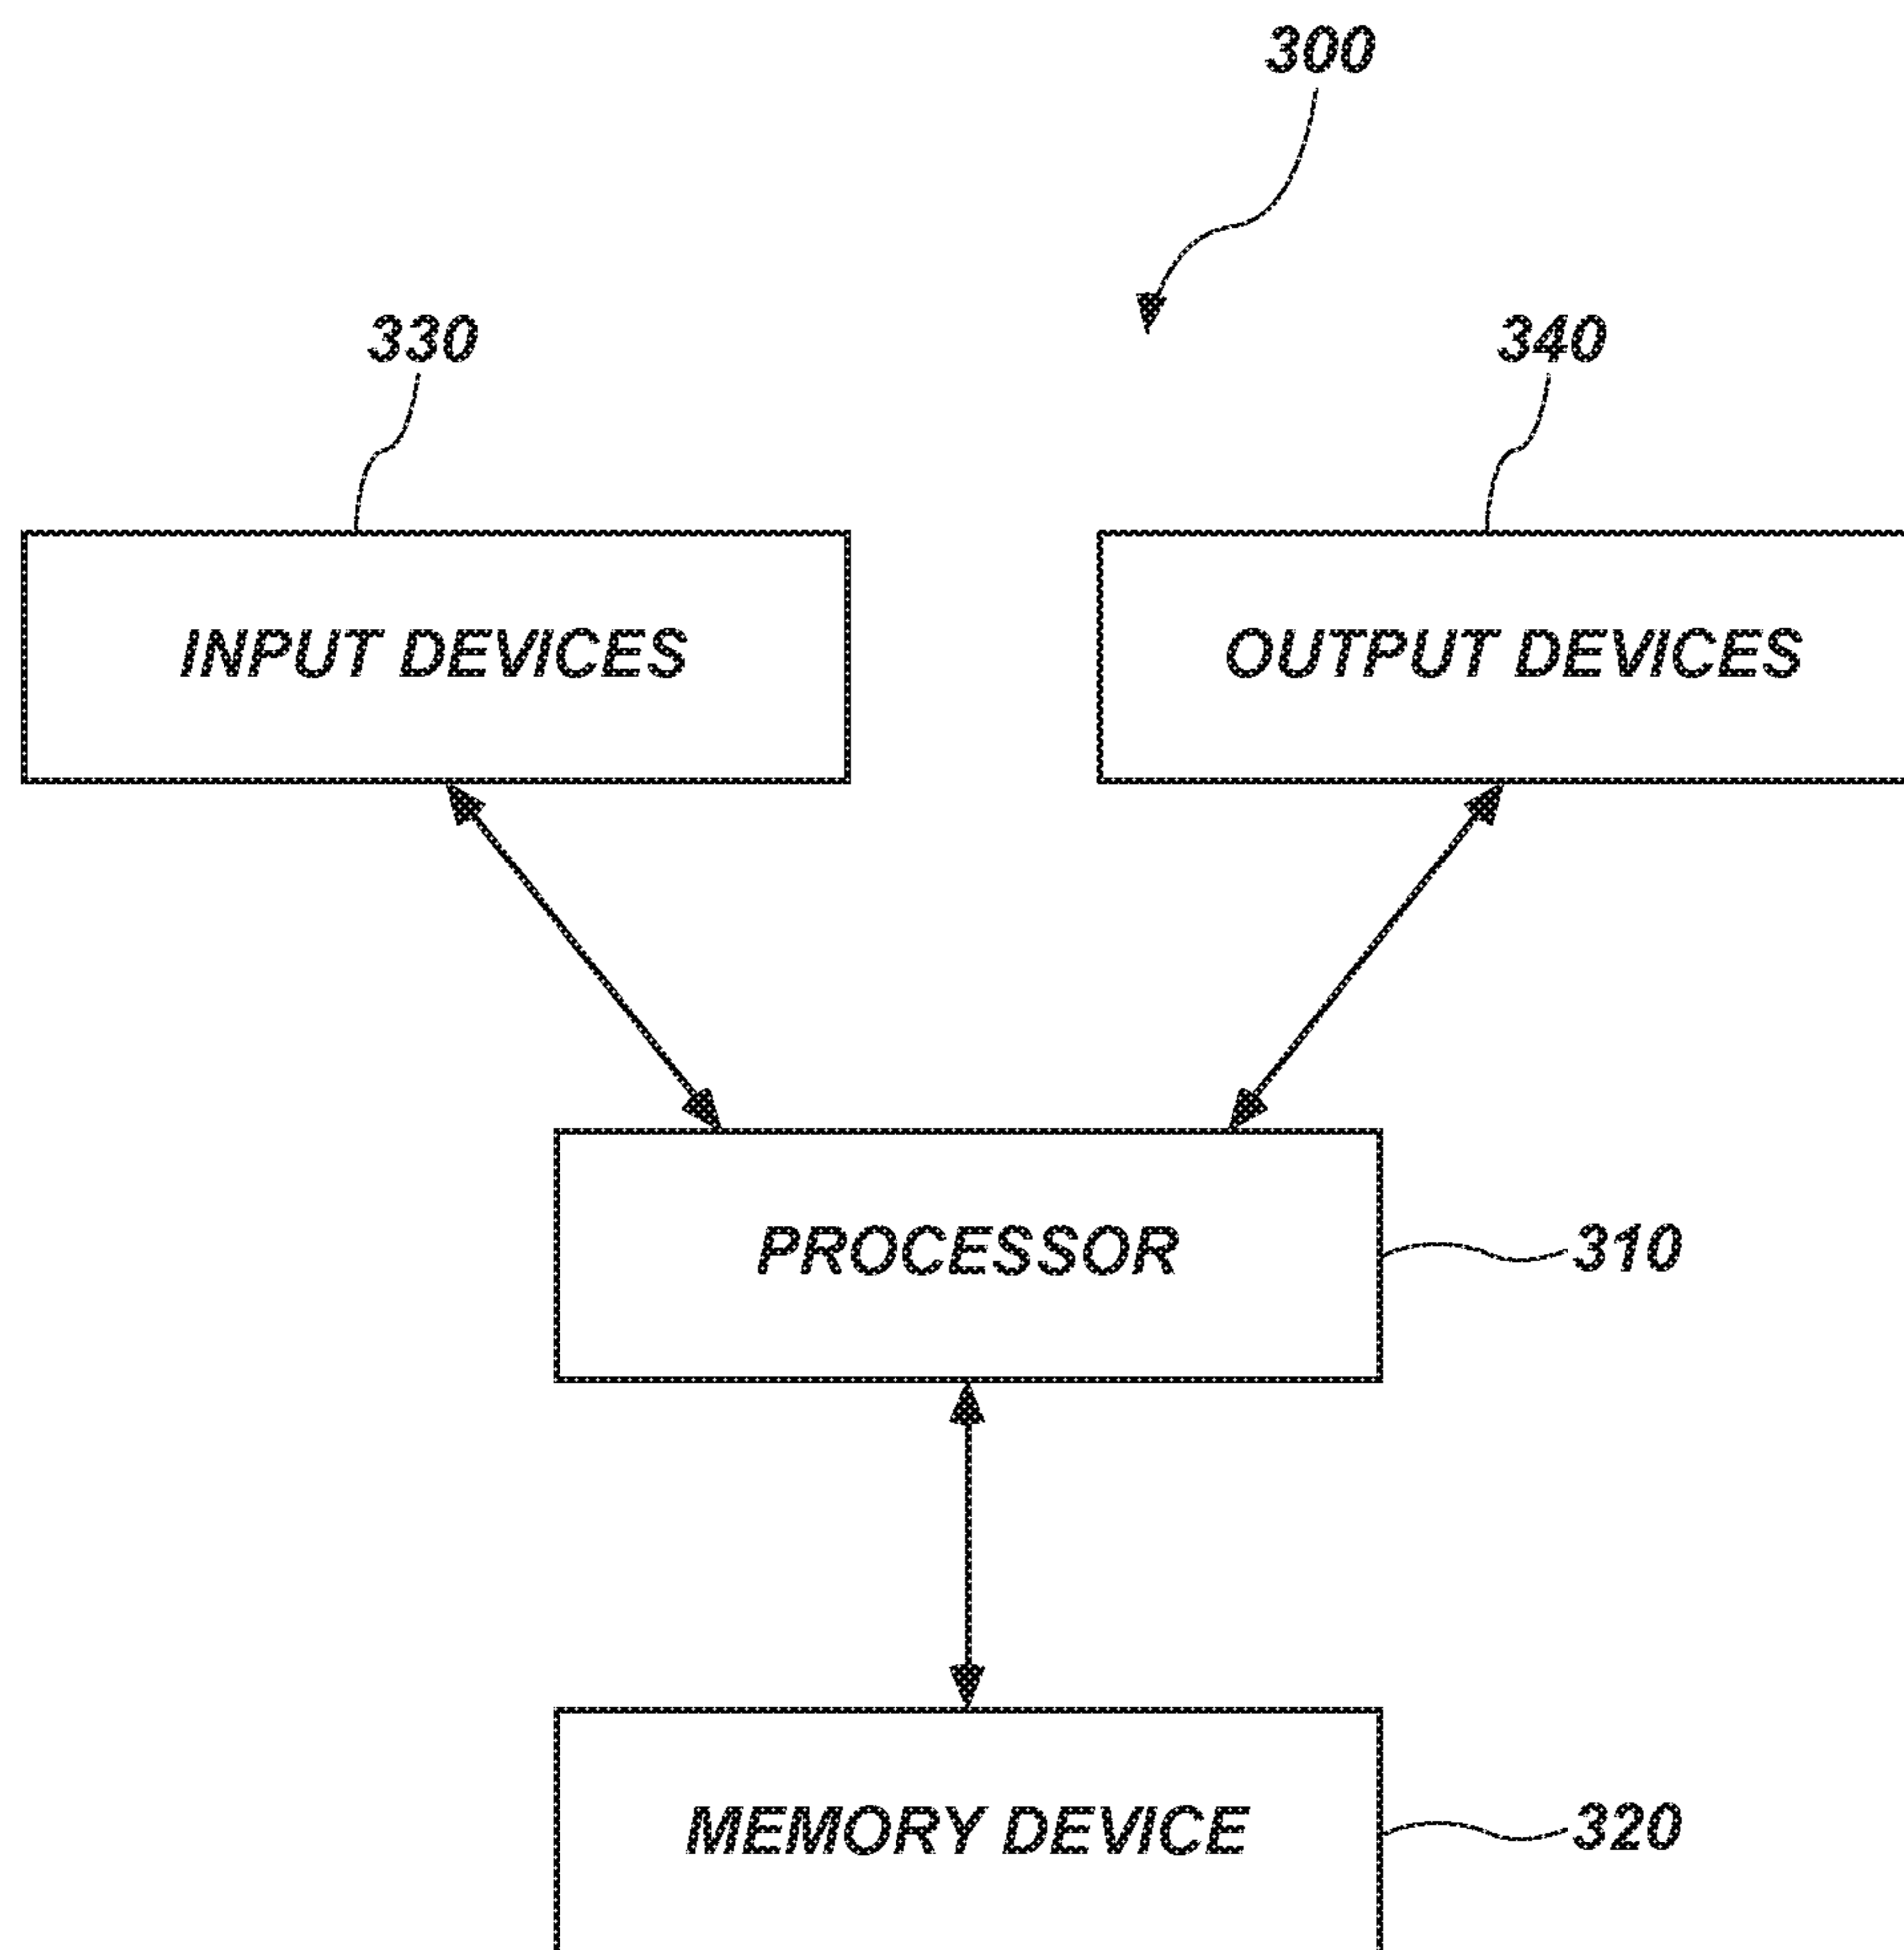 300
330
340
INPUT DEVICES
OUTPUT DEVICES
PROCESSOR
310
MEMORY DEVICE
320